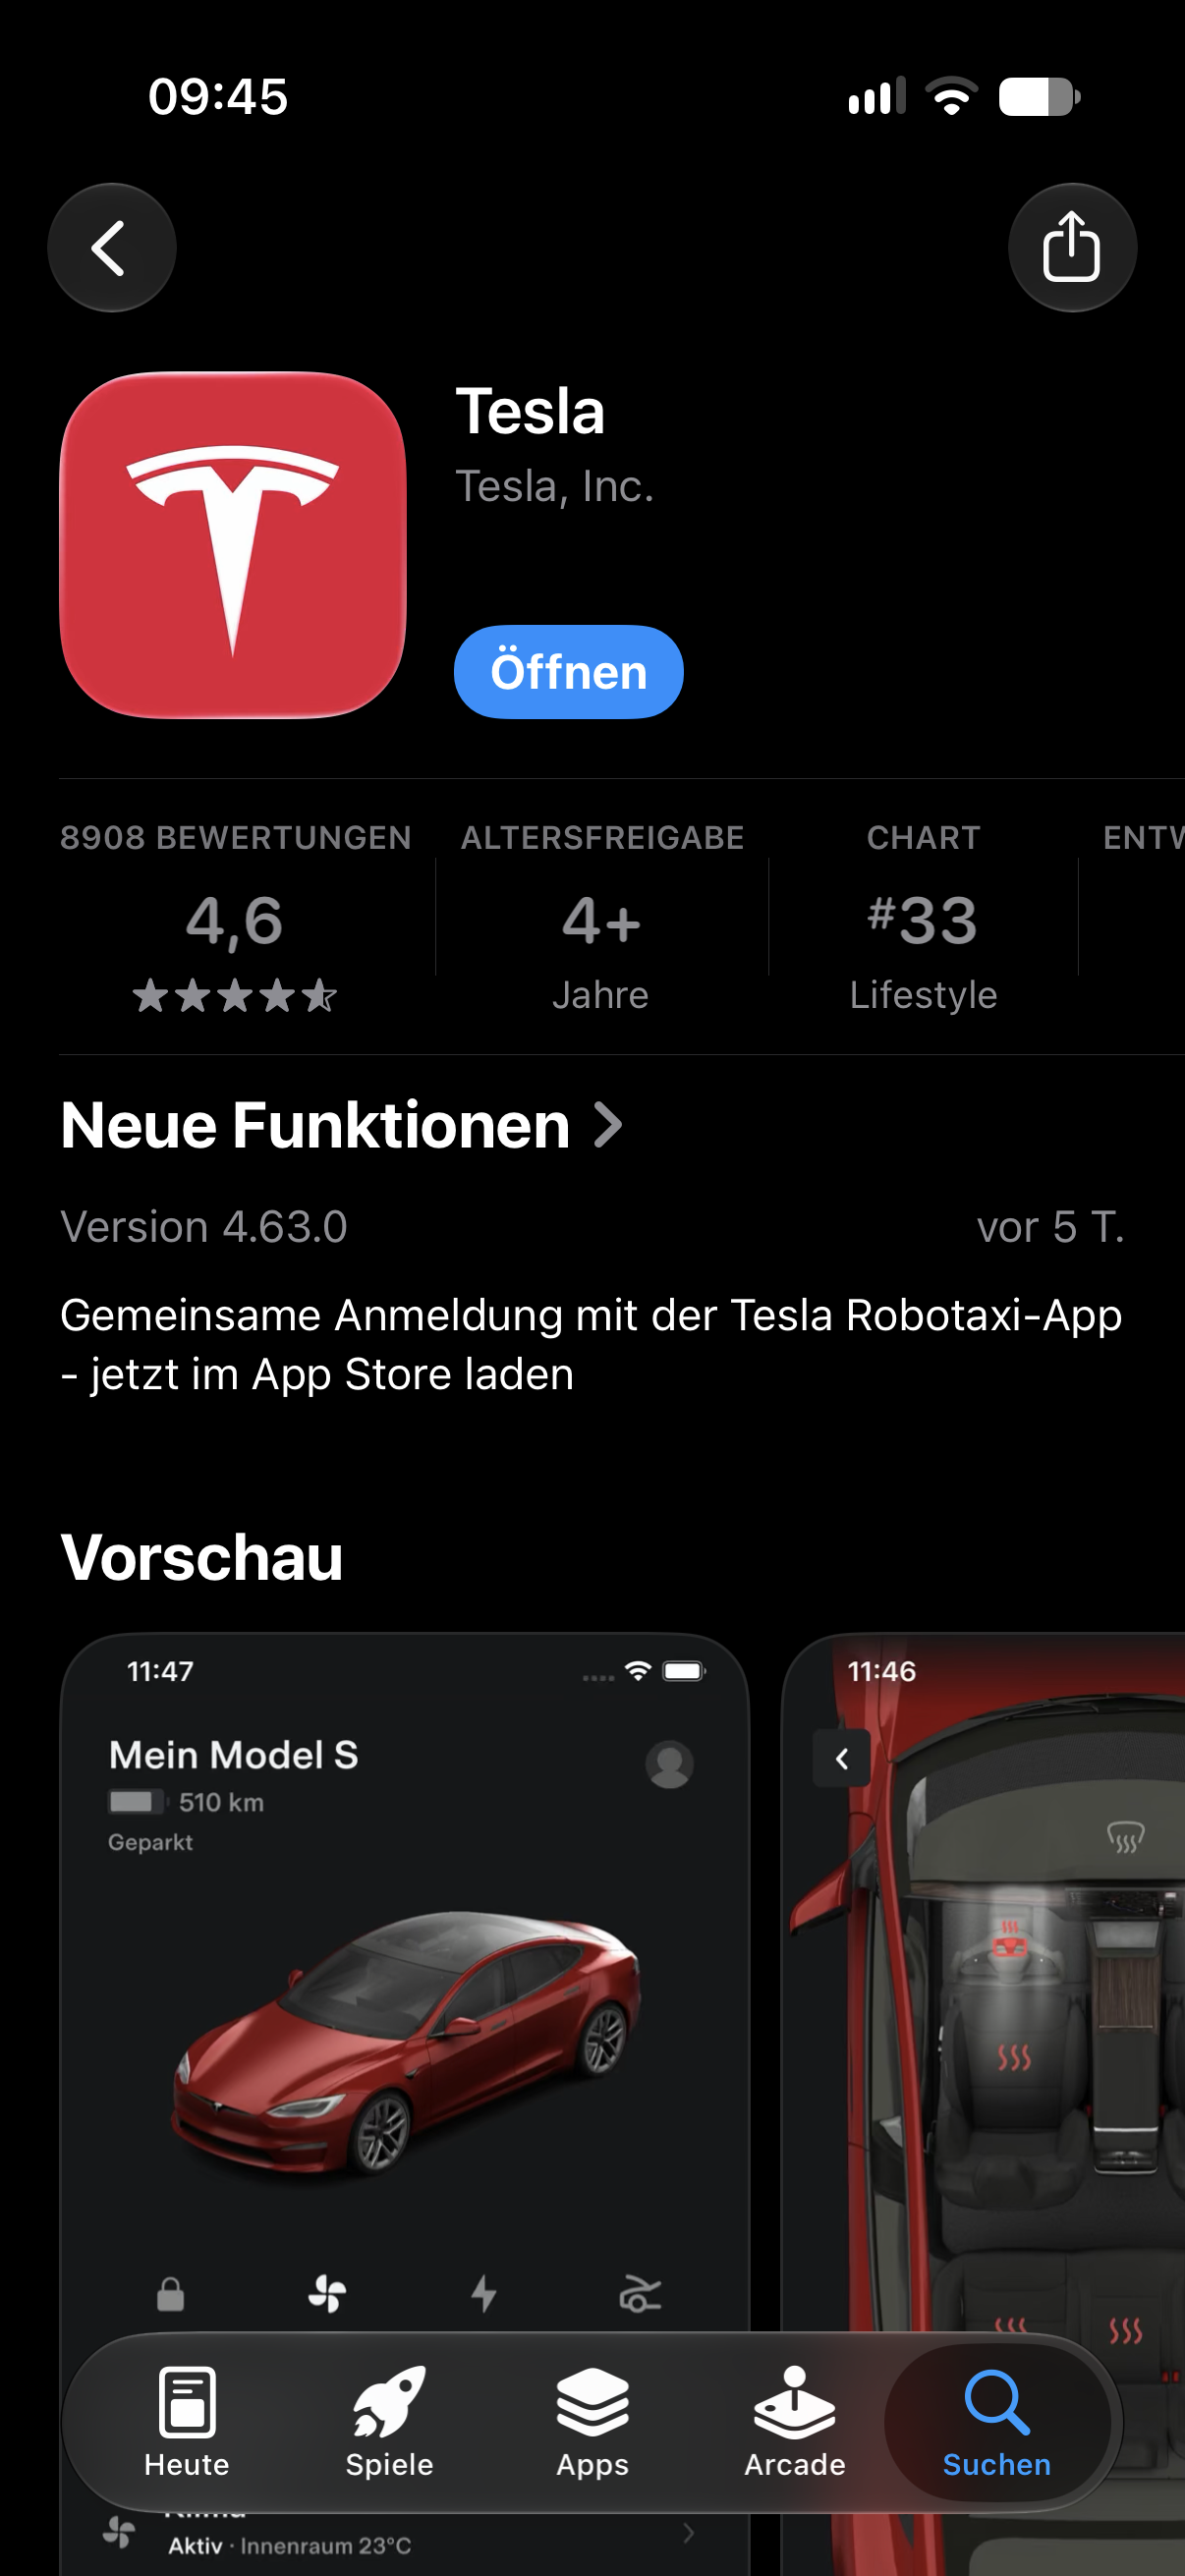 09:45
Tesla
Tesla, Inc.
Öffnen
8908 BEWERTUNGEN
4,6
ALTERSFREIGABE
4+
Jahre
CHART
#33
Lifestyle
Neue Funktionen
Version 4.63.0
vor 5 T.
Gemeinsame Anmeldung mit der Tesla Robotaxi-App
- jetzt im App Store laden
Vorschau
11:47
Mein Model S
510 km
Geparkt
11:46
Heute
Spiele
Apps
Arcade
Suchen
Aktiv · Innenraum 23°C